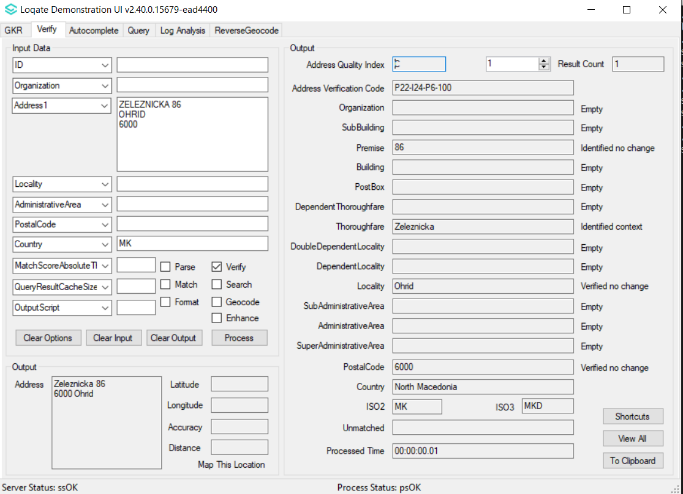 Loqate Demonstration UI v2.40.0.15679-ead4400
GKR Verify Autocomplete Query Log Analysis ReverseGeocode
Input Data
ID
Organization
Address1
ZELEZNICKA 86
OHRID
6000
Locality
AdministrativeArea
PostalCode
Country MK
MatchScoreAbsoluteTl
QueryResultCacheSize
OutputScript
Parse Verify
Match Search
Format Geocode
Enhance
Clear Options Clear Input Clear Output Process
Output
Address
Zeleznicka 86
6000 Ohrid
Latitude
Longitude
Accuracy
Distance
Map This Location
Output
Address Quality Index 1 Result Count 1
Address Verification Code P22-I24-P6-100
Organization Empty
SubBuilding Empty
Premise 86 Identified no change
Building Empty
PostBox Empty
DependentThoroughfare Empty
Thoroughfare Zeleznicka Identified context
DoubleDependentLocality Empty
DependentLocality Empty
Locality Ohrid Verified no change
SubAdministrativeArea Empty
AdministrativeArea Empty
SuperAdministrativeArea Empty
PostalCode 6000 Verified no change
Country North Macedonia
ISO2 MK ISO3 MKD
Unmatched
Processed Time 00:00:00.01
Shortcuts
View All
To Clipboard
Server Status: ssOK Process Status: psOK